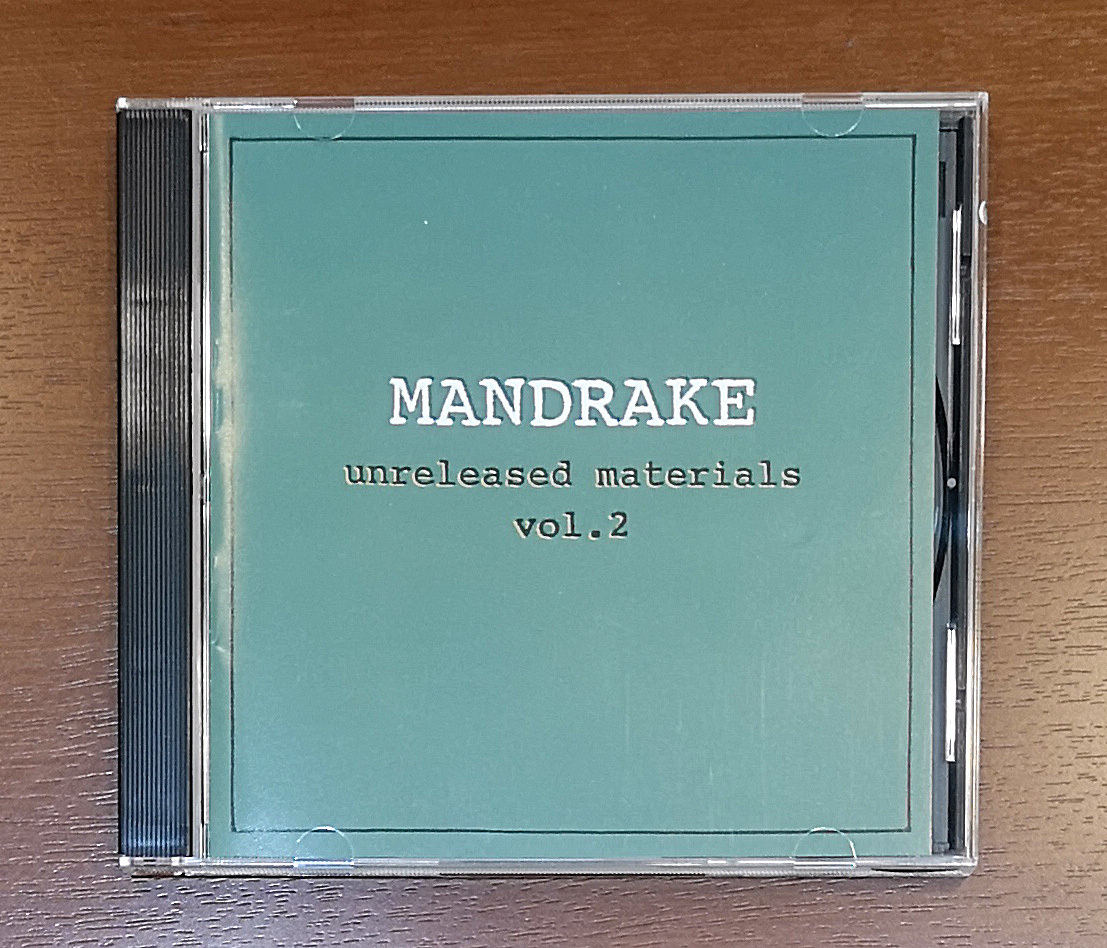 MANDRAKE
unreleased materials
vol.2